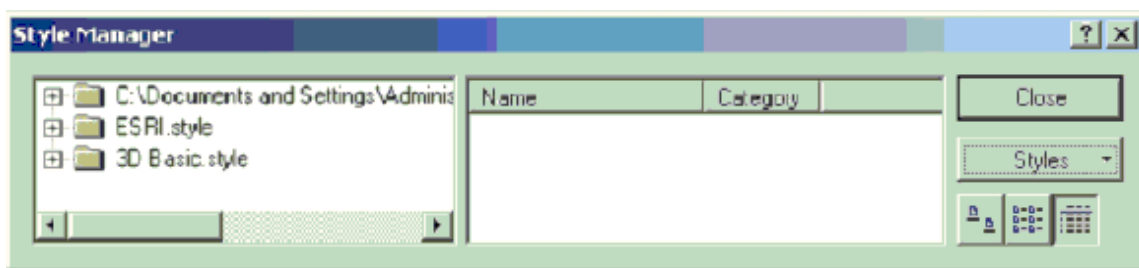 Style Manager
C:\Documents and Settings\Adminis
ESRI.style
3D Basic.style
Name Category
Close
Styles